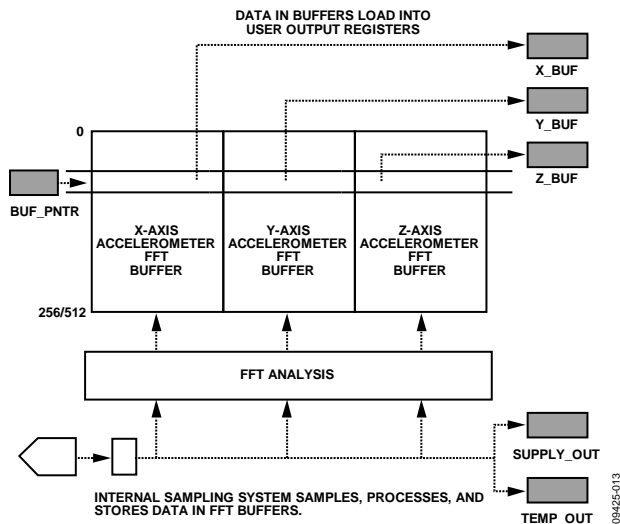 DATA IN BUFFERS LOAD INTO
USER OUTPUT REGISTERS
X_BUF
Y_BUF
0
Z_BUF
BUF_PNTR
X-AXIS
ACCELEROMETER
FFT
BUFFER
Y-AXIS
ACCELEROMETER
FFT
BUFFER
Z-AXIS
ACCELEROMETER
FFT
BUFFER
256/512
FFT ANALYSIS
SUPPLY_OUT
INTERNAL SAMPLING SYSTEM SAMPLES, PROCESSES, AND
STORES DATA IN FFT BUFFERS.
TEMP_OUT
09425-013